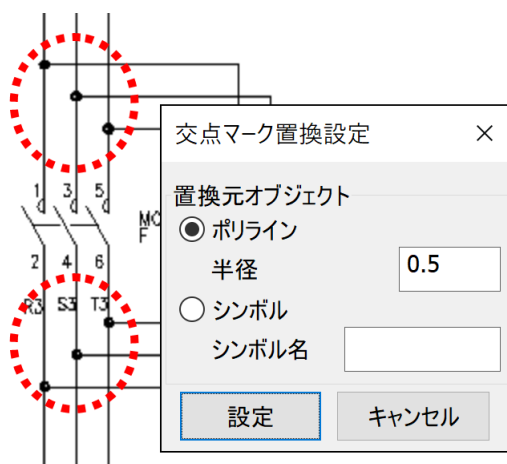 交点マーク置換設定 ×
置換元オブジェクト
ポリライン
半径 0.5
シンボル
シンボル名
設定 キャンセル
1 3 5
MC
F
2 4 6
R3 S3 T3